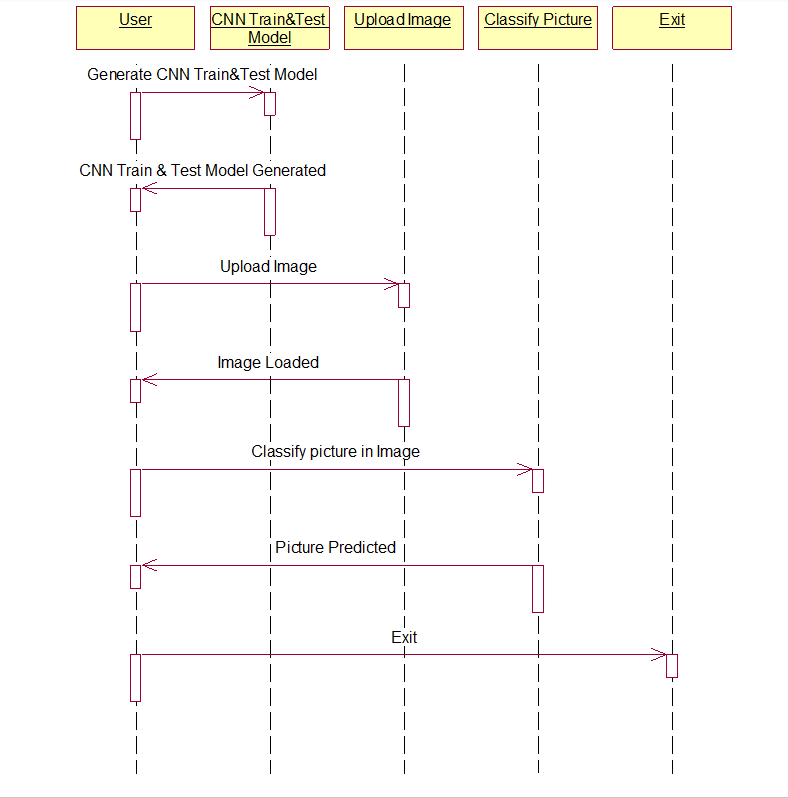 User
CNN Train&Test
Model
Upload Image
Classify Picture
Exit
Generate CNN Train&Test Model
CNN Train & Test Model Generated
Upload Image
Image Loaded
Classify picture in Image
Picture Predicted
Exit